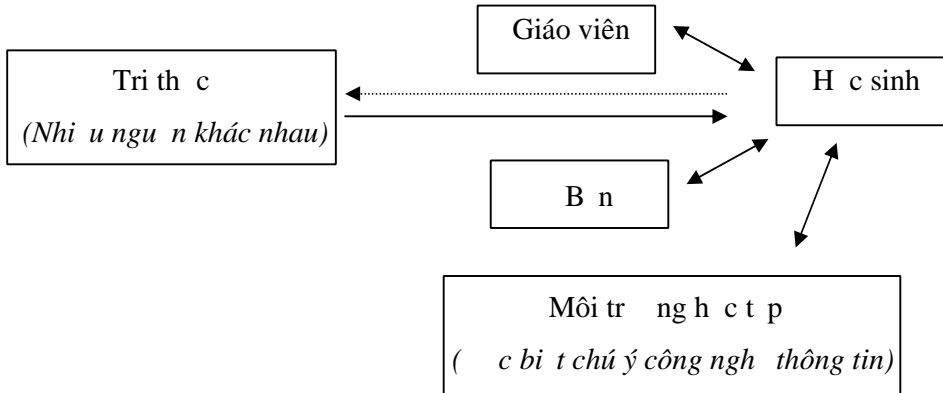 Giáo viên
Tri th c
(Nhi u ngu n khác nhau)
H c sinh
B n
Môi tr ng h c t p
( c bi t chú ý công ngh thông tin)